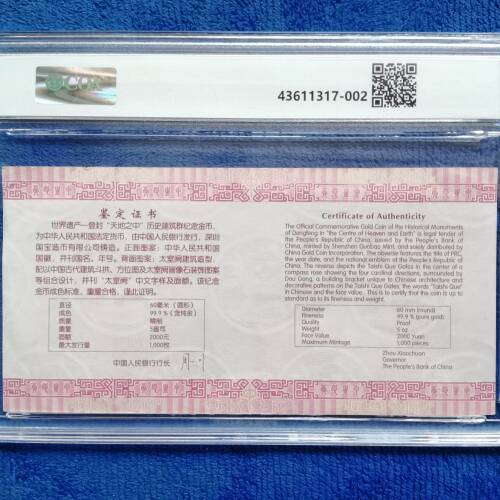 43611317-002
鉴定证书
世界遗产—登封“天地之中”历史建筑群纪念金币,
为中华人民共和国法定货币,由中国人民银行发行,深圳
国宝造币有限公司铸造。正面图案:中华人民共和国
国徽,并刊国名、年号。背面图案:太室阙建筑造型,
配以中国古代建筑斗拱、方位图及太室阙画像石装饰图案
等组合设计,并刊“太室阙”中文字样及面额。该纪念
金币成色标准,重量合格,谨此证明。
直径 60毫米(圆形)
成色 99.9%(含纯金)
质量 精制
重量 5盎司
面额 2000元
最大发行量 1,000枚
中国人民银行行长
Certificate of Authenticity
The Official Commemorative Gold Coin of the Historical Monuments
of Dengfeng in "The Centre of Heaven and Earth" is legal tender of
the People's Republic of China, issued by the People's Bank of
China, minted by Shenzhen Guobao Mint, and solely distributed by
China Gold Coin Incorporation. The obverse features the title of PRC,
the year date, and the national emblem of the People's Republic of
China. The reverse depicts the Taishi Que Gates in the center of a
compass rose showing the four cardinal directions, surrounded by
Dou Gong, a building bracket unique to Chinese architecture and
decorative patterns on the Taishi Que Gates; the words "Taishi Que"
in Chinese and the face value. This is to certify that the coin is up to
standard as to its fineness and weight.
Diameter 60 mm (round)
Fineness 99.9 % (pure gold)
Quality Proof
Weight 5 oz
Face Value 2000 Yuan
Maximum Mintage 1,000 pieces
Zhou Xiaochuan
Governor
The People's Bank of China